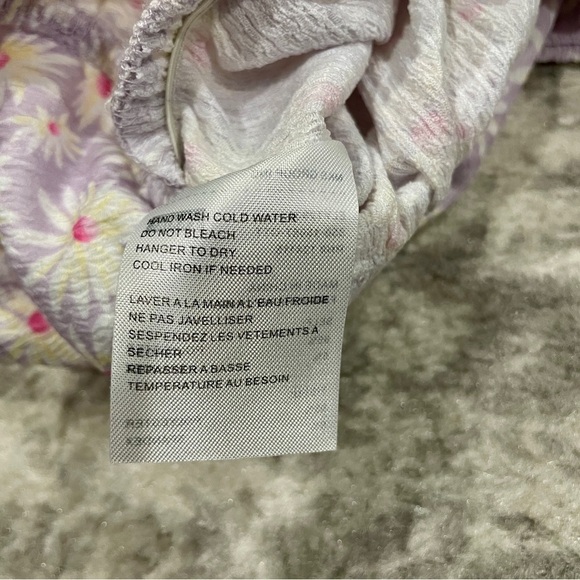 HAND WASH COLD WATER
DO NOT BLEACH
HANGER TO DRY
COOL IRON IF NEEDED
LAVER A LA MAIN A L'EAU FROIDE
NE PAS JAVELLISER
SESPENDEZ LES VETEMENTS À
SÉCHER
REPASSER A BASSE
TEMPERATURE AU BESOIN